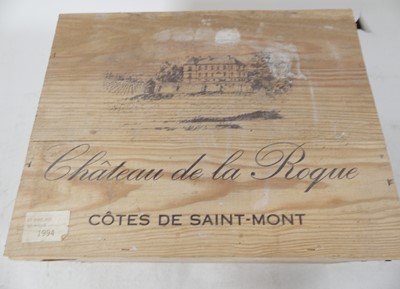 Château de la Roque
CÔTES DE SAINT-MONT
1994